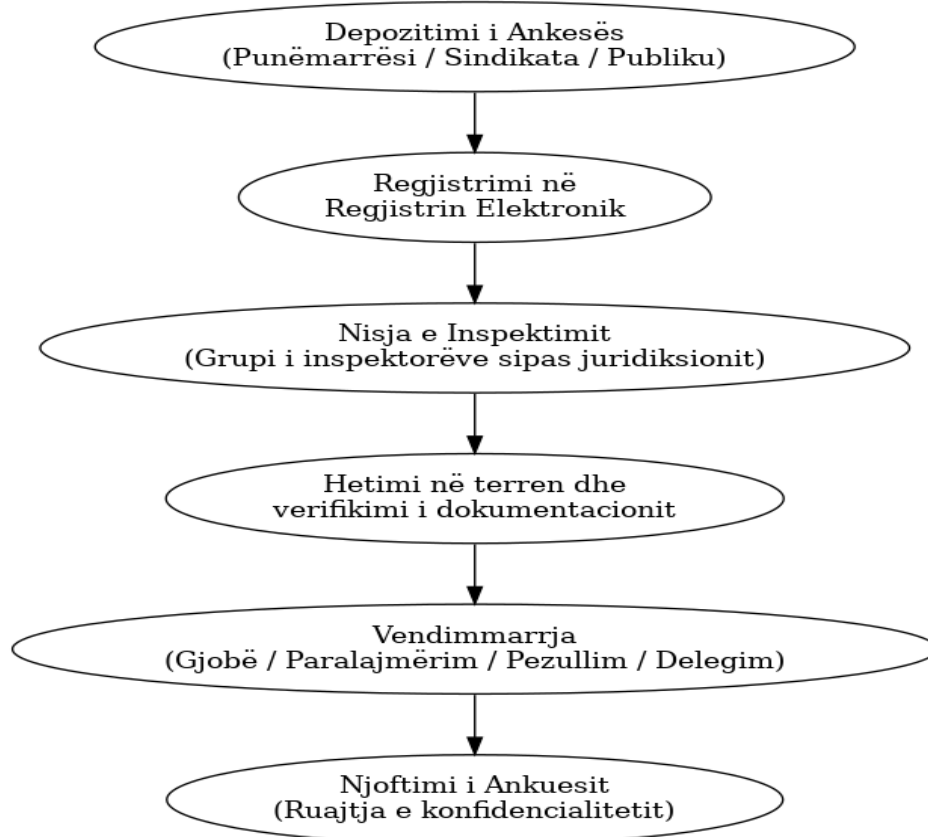 Depozitimi i Ankesës
(Punëmarrësi / Sindikata / Publiku)
Regjistrimi në
Regjistrin Elektronik
Nisja e Inspektimit
(Grupi i inspektorëve sipas juridiksionit)
Hetimi në terren dhe
verifikimi i dokumentacionit
Vendimmarrja
(Gjobë / Paralajmërim / Pezullim / Delegim)
Njoftimi i Ankuesit
(Ruajtja e konfidencialitetit)